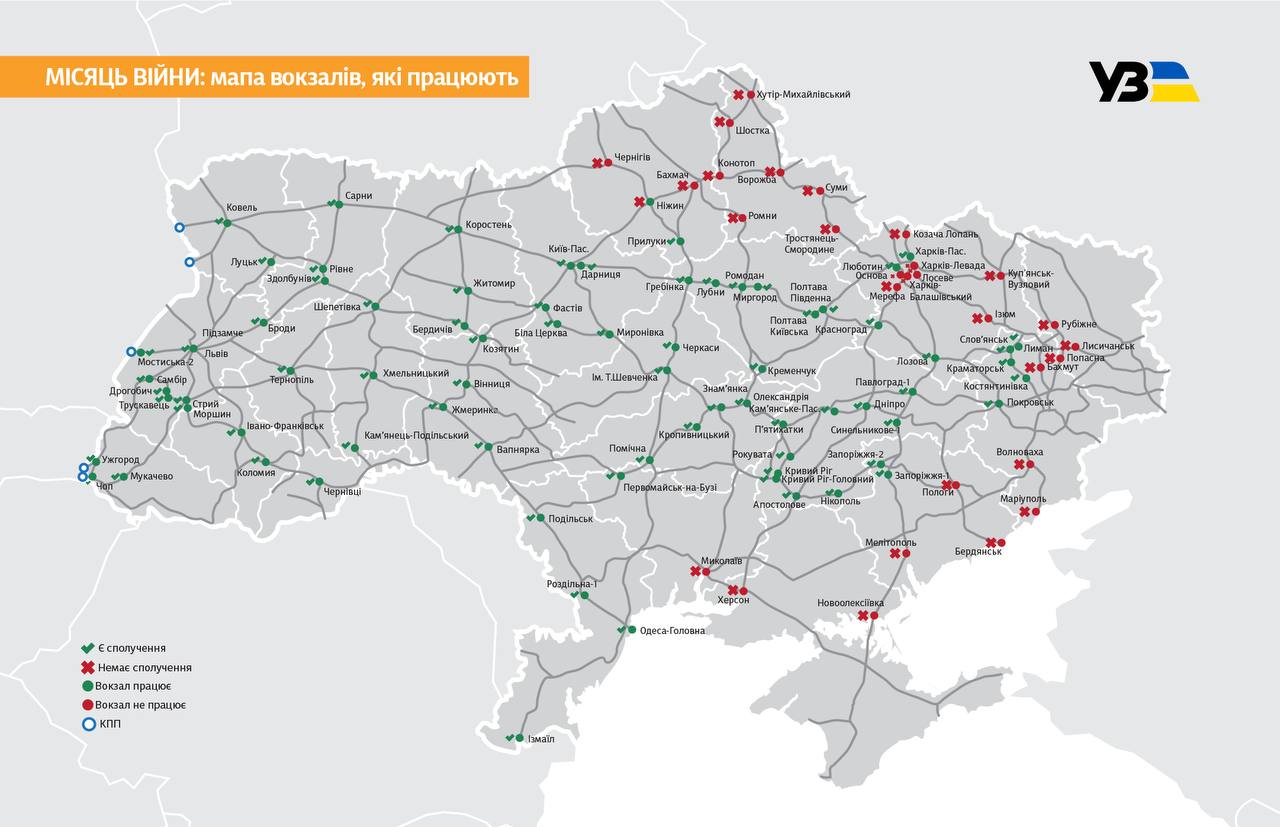 МІСЯЦЬ ВІЙНИ: мапа вокзалів, які працюють
УЗ
Хутір-Михайлівський
Шостка
Чернігів
Конотоп
Бахмач
Ворожба
Суми
Сарни
Ковель
Ніжин
Ромни
Коростень
Козача Лопань
Тростянець-
Смородине
Прилуки
Київ-Пас.
Харків-Пас.
Луцьк
Рівне
Дарниця
Люботин
Харків-Левада
Здолбунів
Основа
Лосеве
Куп'янськ-
Вузловий
Ромодан
Житомир
Гребінка
Лубни
Миргород
Полтава
Південна
Мерефа
Харків-
Балашівський
Шепетівка
Фастів
Ізюм
Броди
Бердичів
Біла Церква
Миронівка
Полтава
Київська
Красноград
Рубіжне
Підзамче
Львів
Козятин
Черкаси
Слов'янськ
Лиман
Лисичанськ
Мостиська-2
Лозова
Краматорськ
Попасна
Бахмут
Самбір
Тернопіль
Хмельницький
Вінниця
Ім. Т.Шевченка
Кременчук
Костянтинівка
Дрогобич
Трускавець
Стрий
Моршин
Знам'янка
Олександрія
Павлоград-1
Жмеринка
Кам'янське-Пас.
Дніпро
Покровськ
Івано-Франківськ
Кам'янець-Подільський
Кропивницький
П'ятихатки
Синельникове-1
Вапнярка
Помічна
Рокувата
Запоріжжя-2
Волноваха
Ужгород
Коломия
Мукачево
Чоп
Чернівці
Первомайськ-на-Бузі
Кривий Ріг
Кривий Ріг-Головний
Запоріжжя-1
Пологи
Апостолове
Нікополь
Маріуполь
Подільськ
Мелітополь
Бердянськ
Миколаїв
Роздільна-1
Херсон
Новоолексіївка
Одеса-Головна
Ізмаїл
Є сполучення
Немає сполучення
Вокзал працює
Вокзал не працює
КПП